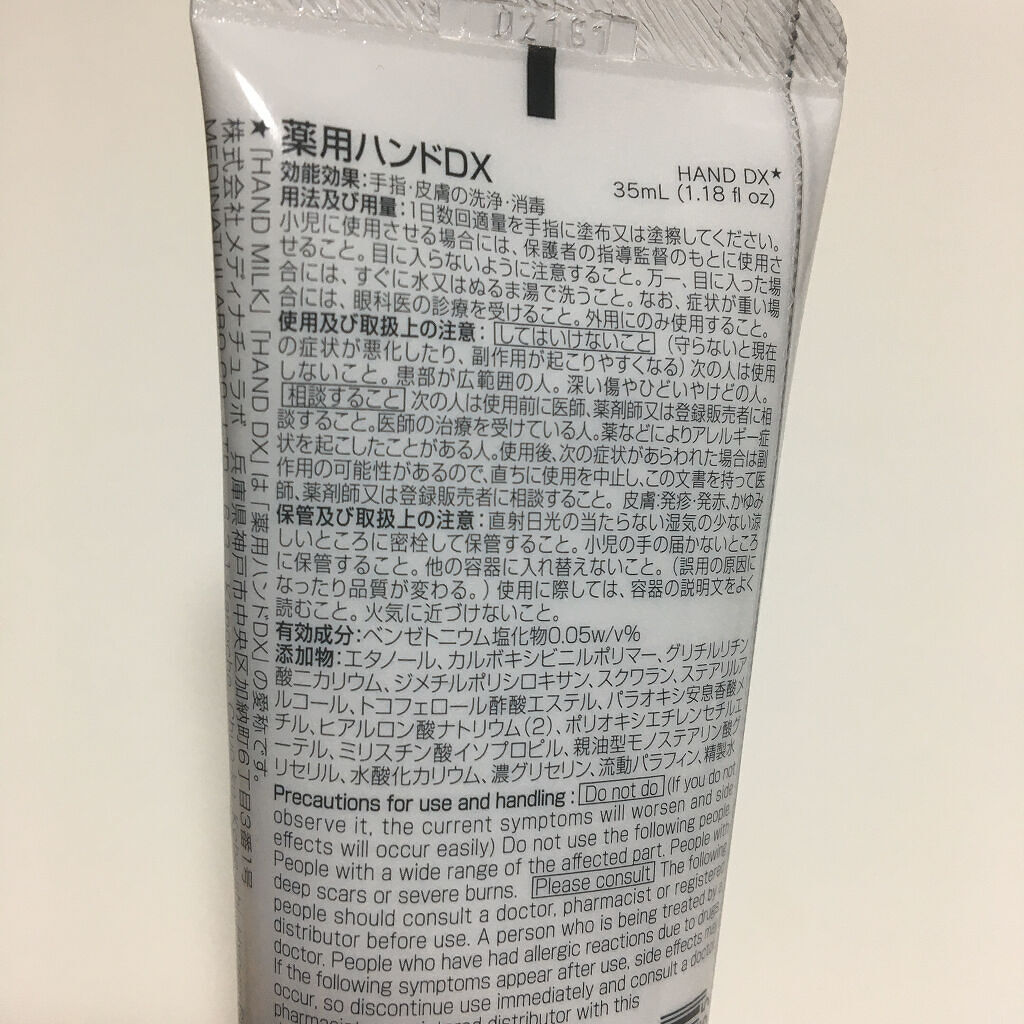 02161
薬用ハンドDX
HAND DX★
35mL (1.18 fl oz)
効能効果:手指・皮膚の洗浄・消毒
用法及び用量:1日数回適量を手指に塗布又は塗擦してください。
小児に使用させる場合には、保護者の指導監督のもとに使用さ
せること。目に入らないように注意すること。万一、目に入った場
合には、すぐに水又はぬるま湯で洗うこと。なお、症状が重い場
合には、眼科医の診療を受けること。外用にのみ使用すること。
使用及び取扱上の注意:してはいけないこと (守らないと現在
の症状が悪化したり、副作用が起こりやすくなる) 次の人は使用
しないこと。患部が広範囲の人。深い傷やひどいやけどの人。
相談すること 次の人は使用前に医師、薬剤師又は登録販売者に相
談すること。医師の治療を受けている人。薬などによりアレルギー症
状を起こしたことがある人。使用後、次の症状があらわれた場合は副
作用の可能性があるので、直ちに使用を中止し、この文書を持って医
師、薬剤師又は登録販売者に相談すること。皮膚:発疹・発赤、かゆみ
保管及び取扱上の注意:直射日光の当たらない湿気の少ない涼
しいところに密栓して保管すること。小児の手の届かないところ
に保管すること。他の容器に入れ替えないこと。(誤用の原因に
なったり品質が変わる。) 使用に際しては、容器の説明文をよく
読むこと。火気に近づけないこと。
有効成分:ベンゼトニウム塩化物0.05w/v%
添加物:エタノール、カルボキシビニルポリマー、グリチルリチン
酸二カリウム、ジメチルポリシロキサン、スクワラン、ステアリルア
ルコール、トコフェロール酢酸エステル、パラオキシ安息香酸メ
チル、ヒアルロン酸ナトリウム(2)、ポリオキシエチレンセチルエ
ーテル、ミリスチン酸イソプロピル、親油型モノステアリン酸グ
リセリル、水酸化カリウム、濃グリセリン、流動パラフィン、精製水
Precautions for use and handling : Do not do (If you do not
observe it, the current symptoms will worsen and side
effects will occur easily) Do not use the following people.
People with a wide range of the affected part. People with
deep scars or severe burns. Please consult The following
people should consult a doctor, pharmacist or registered
distributor before use. A person who is being treated by a
doctor. People who have had allergic reactions due to drugs.
If the following symptoms appear after use, side effects may
occur, so discontinue use immediately and consult a doctor,
distributor with this
★「HAND MILK」「HAND DX」は「薬用ハンドDX」の愛称です。
株式会社メディナチュラボ 兵庫県神戸市中央区加納町6丁目3番1号